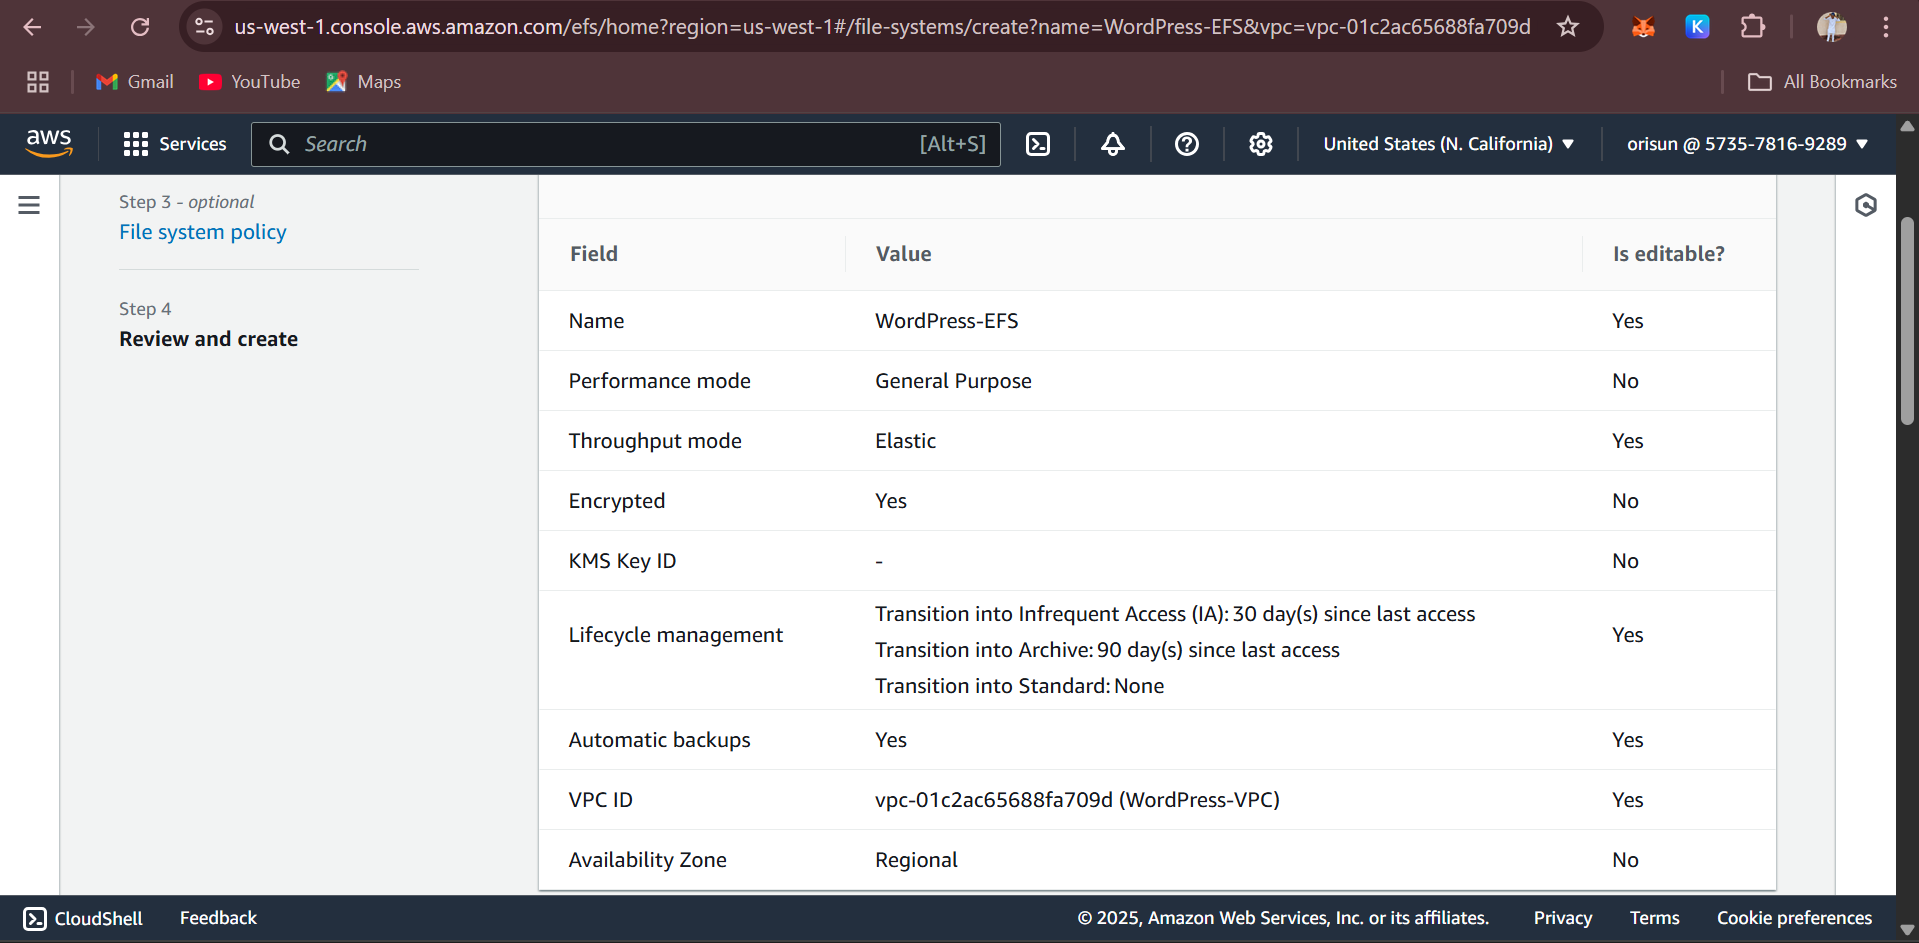 us-west-1.console.aws.amazon.com/efs/home?region=us-west-1#/file-systems/create?name=WordPress-EFS&vpc=vpc-01c2ac65688fa709d
K
Gmail
YouTube
Maps
All Bookmarks
aws
Services
Search
[Alt+S]
United States (N. California)
orisun @ 5735-7816-9289
Step 3 - optional
File system policy
Step 4
Review and create
Field Value Is editable?
Name WordPress-EFS Yes
Performance mode General Purpose No
Throughput mode Elastic Yes
Encrypted Yes No
KMS Key ID - No
Lifecycle management Transition into Infrequent Access (IA): 30 day(s) since last access
Transition into Archive: 90 day(s) since last access
Transition into Standard: None
Yes
Automatic backups Yes Yes
VPC ID vpc-01c2ac65688fa709d (WordPress-VPC) Yes
Availability Zone Regional No
CloudShell
Feedback
© 2025, Amazon Web Services, Inc. or its affiliates.
Privacy
Terms
Cookie preferences